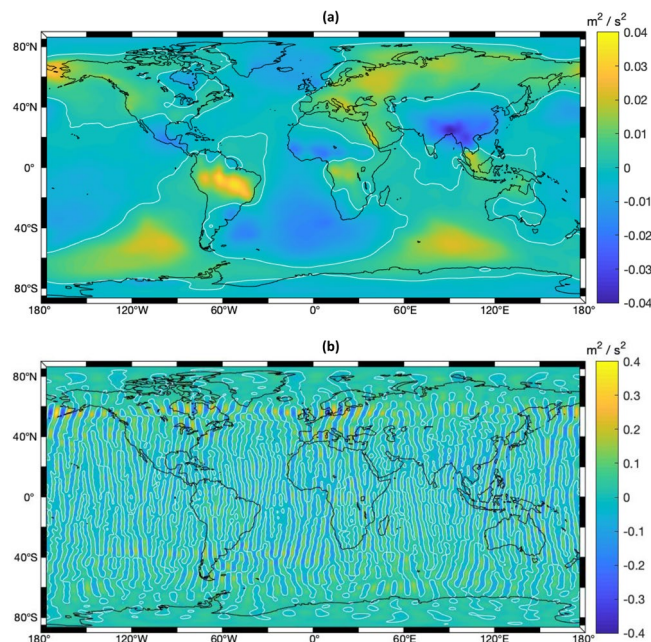 (a)
m² / s²
80°N
40°N
0°
40°S
80°S
180°
120°W
60°W
0°
60°E
120°E
180°
0.04
0.03
0.02
0.01
0
-0.01
-0.02
-0.03
-0.04
(b)
m² / s²
80°N
40°N
0°
40°S
80°S
180°
120°W
60°W
0°
60°E
120°E
180°
0.4
0.3
0.2
0.1
0
-0.1
-0.2
-0.3
-0.4